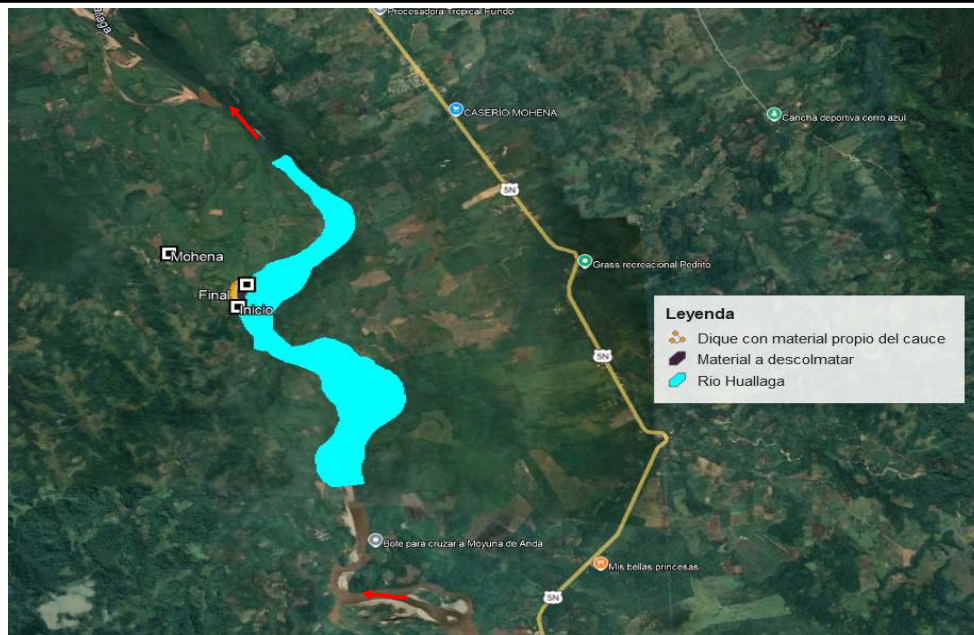 Procesadora Tropical Fundo
CASERÍO MOHENA
Cancha deportiva cerro azul
5N
Mohena
Grass recreacional Pedrito
Final
Inicio
Leyenda
Dique con material propio del cauce
Material a descolmatar
Rio Huallaga
5N
Bote para cruzar a Moyuna de Anda
Mis bellas princesas
5N